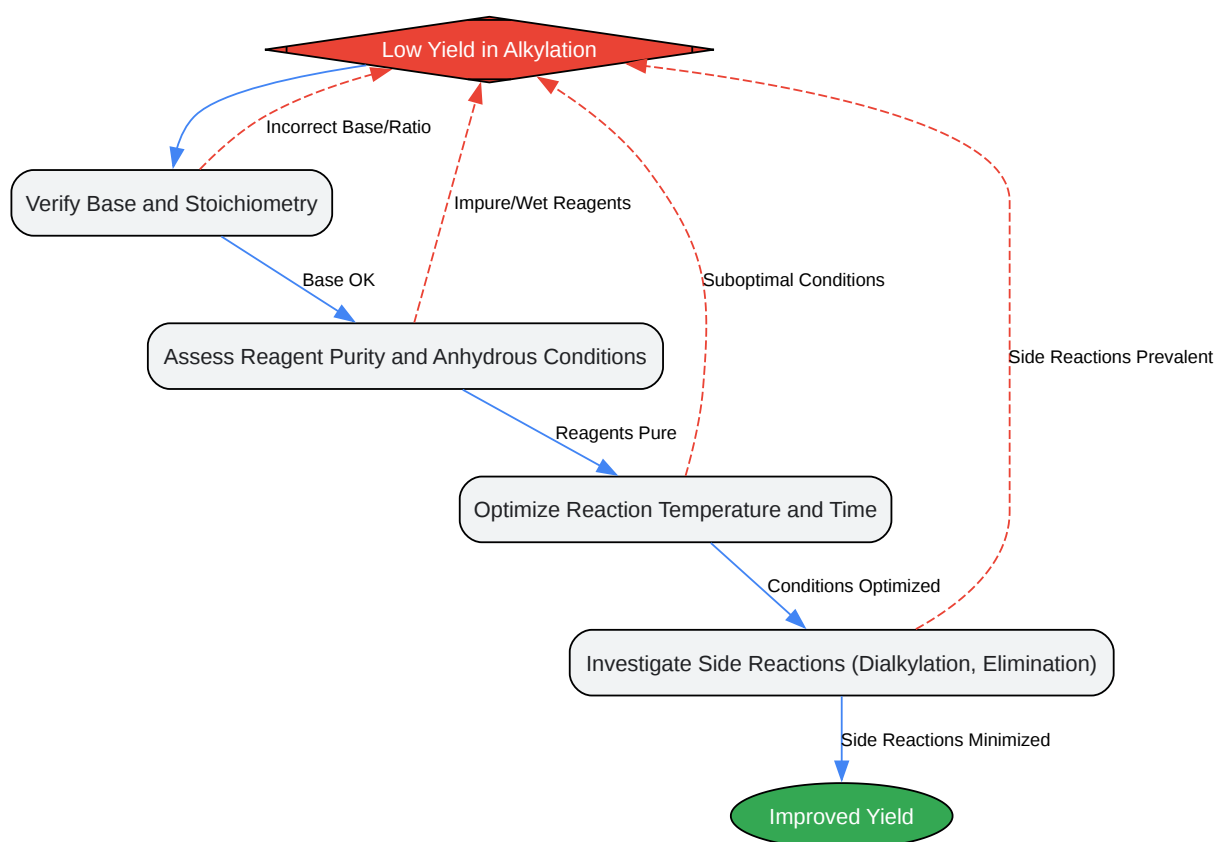 Low Yield in Alkylation
Incorrect Base/Ratio
Verify Base and Stoichiometry
Impure/Wet Reagents
Base OK
Suboptimal Conditions
Assess Reagent Purity and Anhydrous Conditions
Side Reactions Prevalent
Reagents Pure
Optimize Reaction Temperature and Time
Conditions Optimized
Investigate Side Reactions (Dialkylation, Elimination)
Side Reactions Minimized
Improved Yield